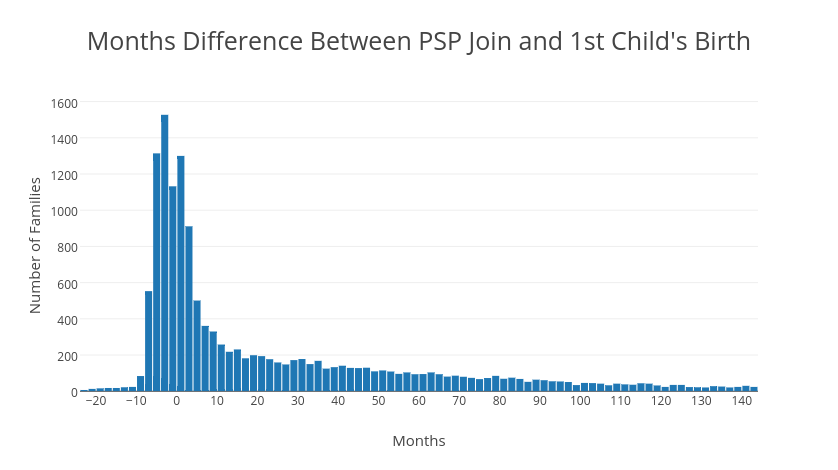 Months Difference Between PSP Join and 1st Child's Birth
1600
1400
1200
1000
800
600
400
200
0
Number of Families
−20 −10 0 10 20 30 40 50 60 70 80 90 100 110 120 130 140
Months